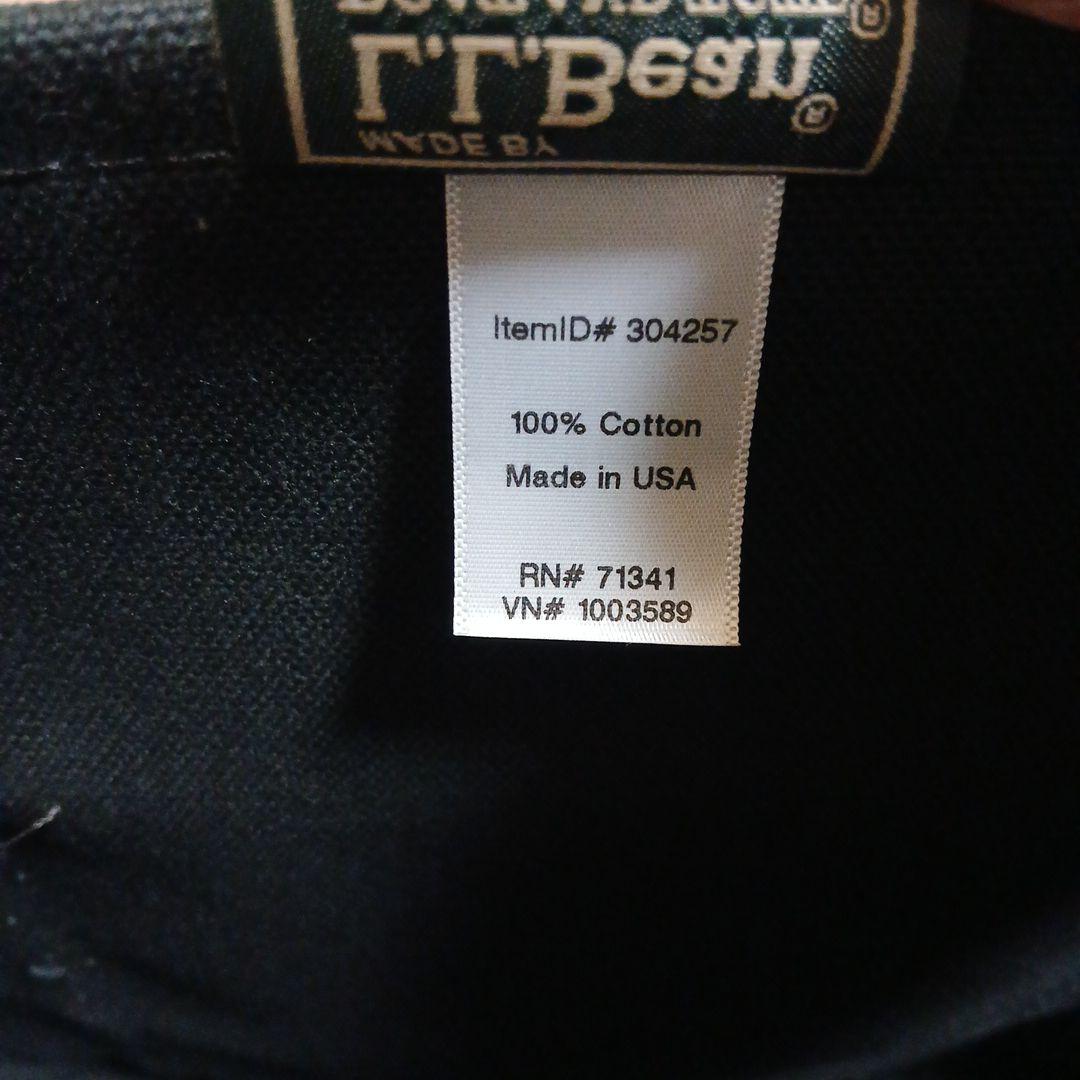 MADE BY
L.L.Bean®
ItemID# 304257
100% Cotton
Made in USA
RN# 71341
VN# 1003589